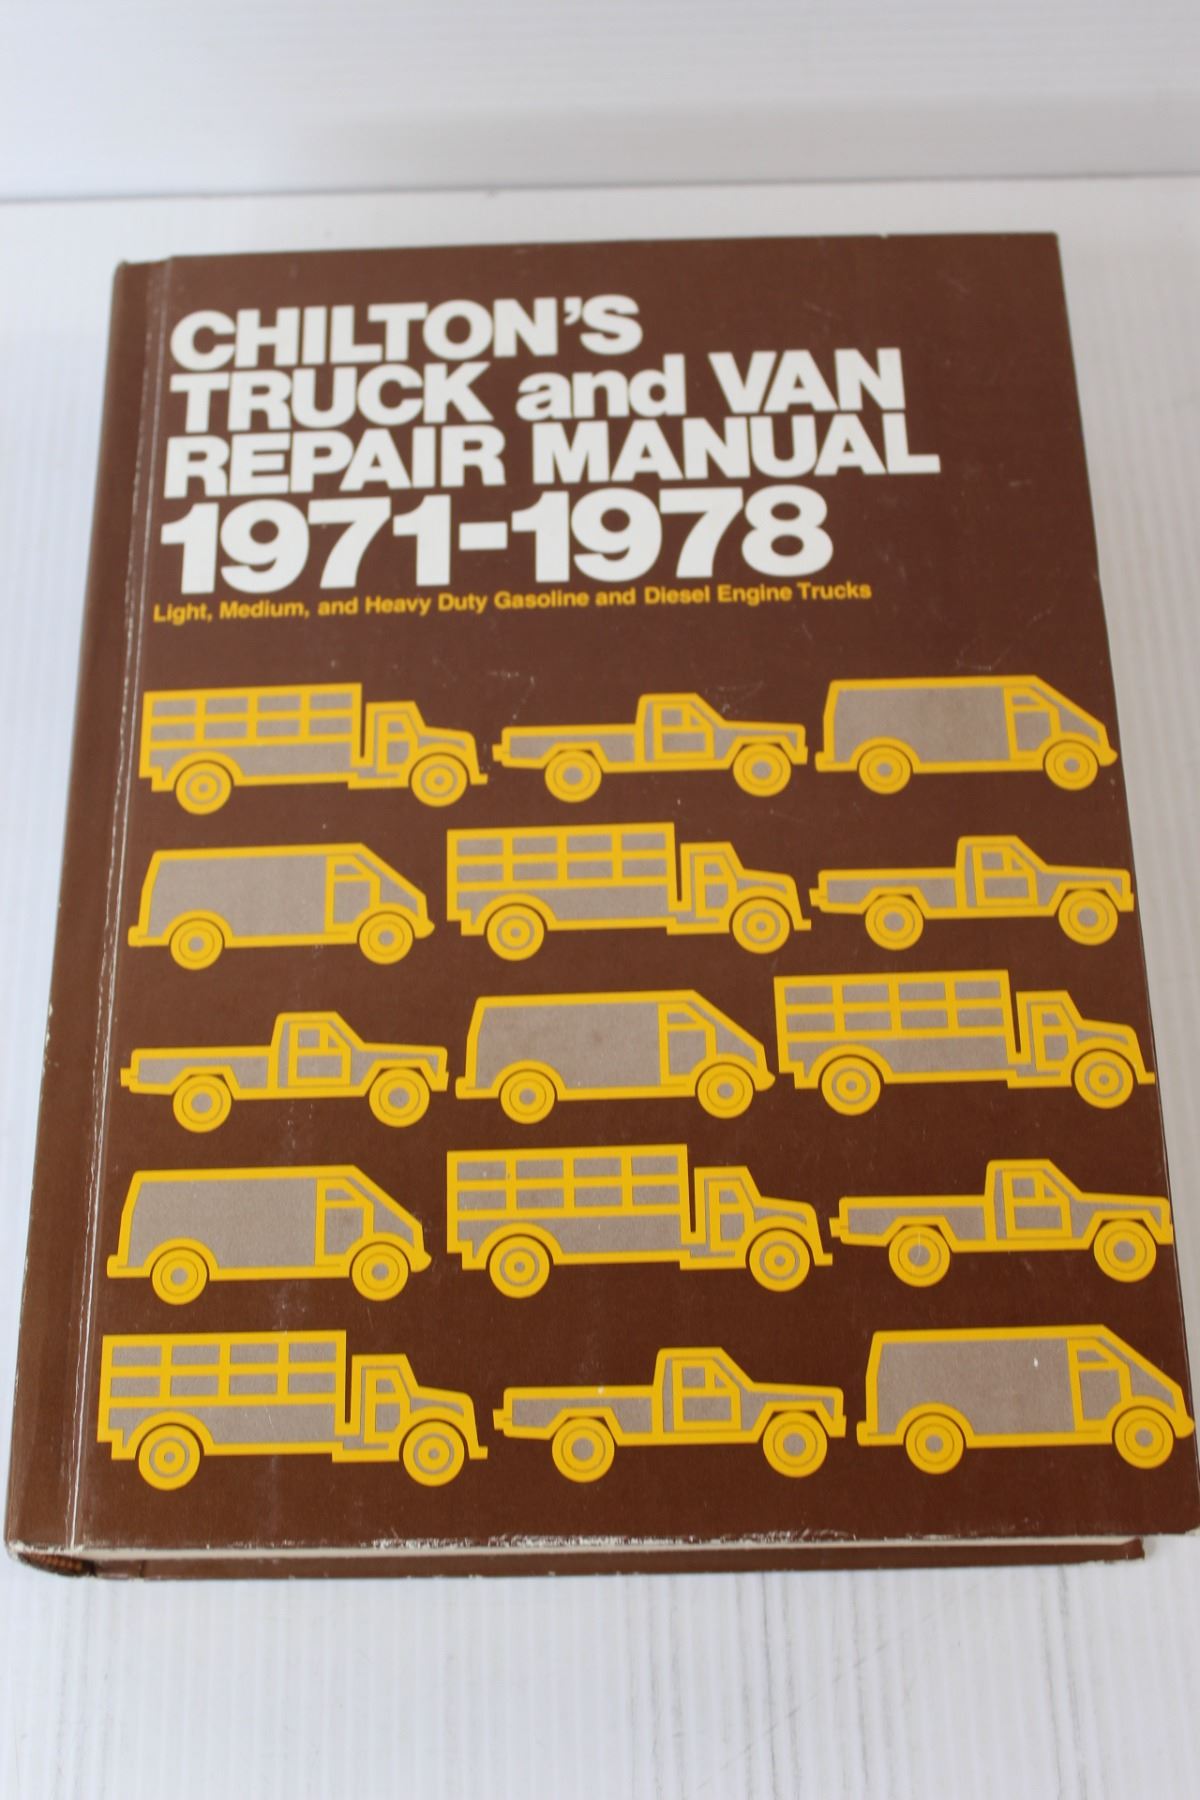 CHILTON'S
TRUCK and VAN
REPAIR MANUAL
1971-1978
Light, Medium, and Heavy Duty Gasoline and Diesel Engine Trucks